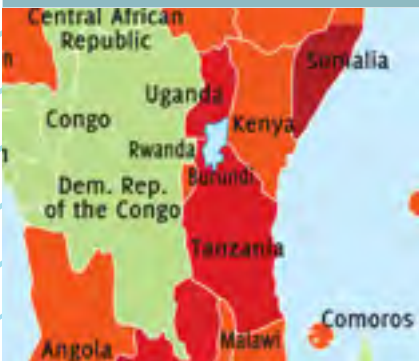 Central African
Republic
n
Somalia
Uganda
Congo
Kenya
Rwanda
n
Burundi
Dem. Rep.
of the Congo
Tanzania
Comoros
Malawi
Angola